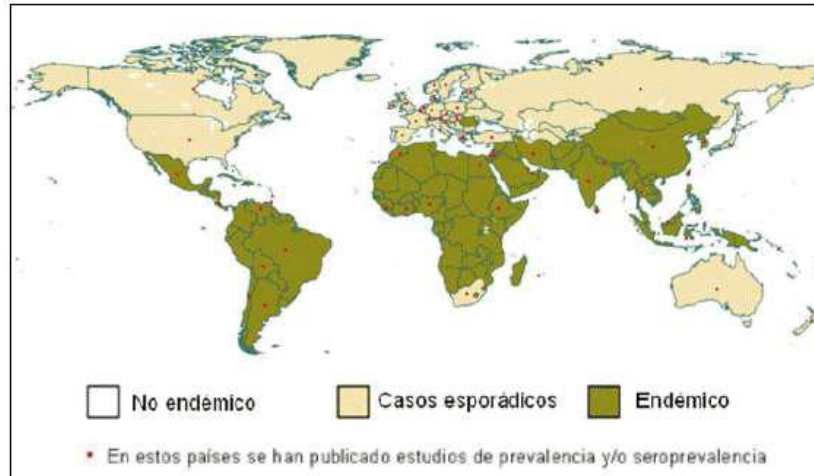 No endémico
Casos esporádicos
Endémico
En estos países se han publicado estudios de prevalencia y/o seroprevalencia